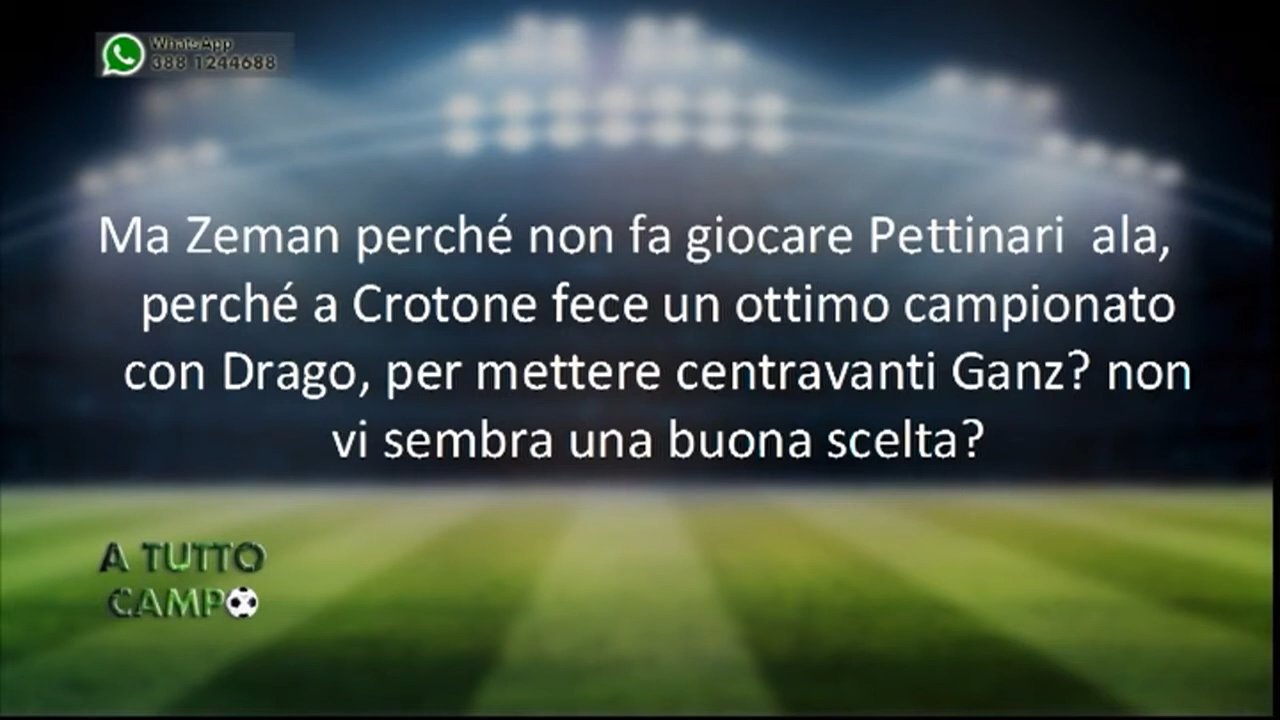 WhatsApp
388 1244688
Ma Zeman perché non fa giocare Pettinari ala,
perché a Crotone fece un ottimo campionato
con Drago, per mettere centravanti Ganz? non
vi sembra una buona scelta?
A TUTTO
CAMPO